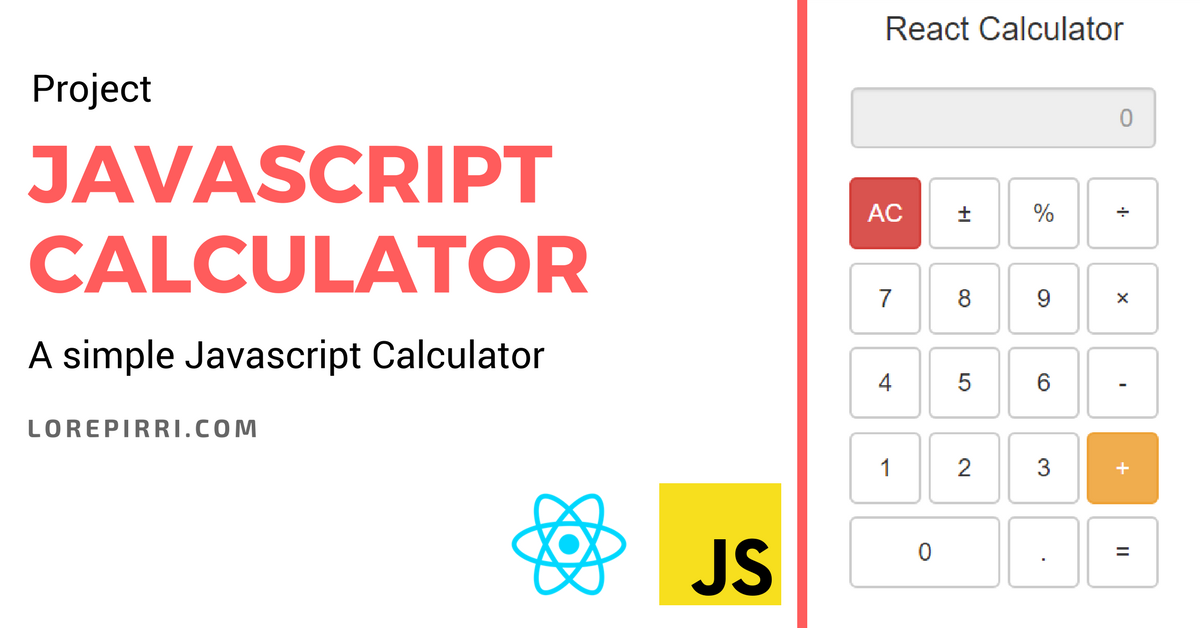 Project
JAVASCRIPT
CALCULATOR
A simple Javascript Calculator
LOREPIRRI.COM
JS
React Calculator
0
AC ± % ÷
7 8 9 ×
4 5 6 -
1 2 3 +
0 . =